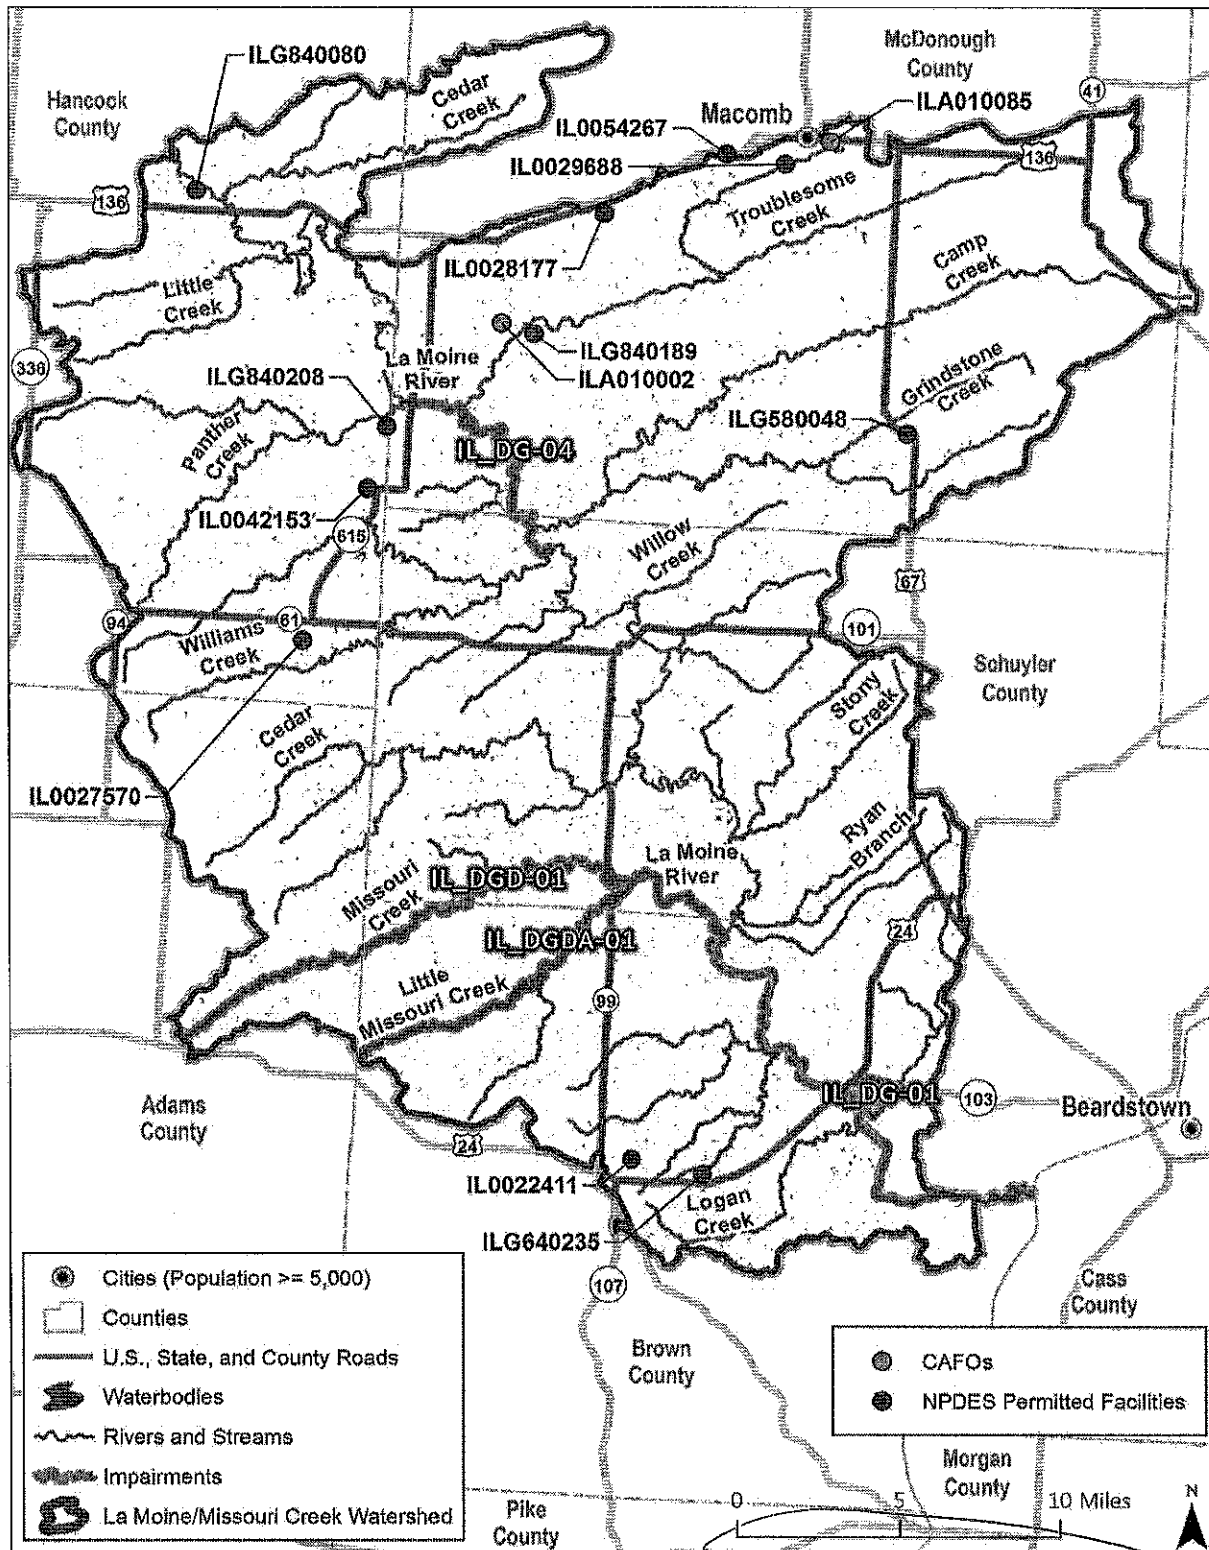 ILG840080
McDonough
County
Hancock
County
Cedar
Creek
Macomb
ILA010085
41
IL0054267
IL0029688
136
136
Troublesome
Creek
IL0028177
Camp
Creek
Little
Creek
336
La Moine
River
ILG840189
ILA010002
Grindstone
Creek
ILG840208
ILG580048
Panther
Creek
IL_DG-04
IL0042153
615
Willow
Creek
67
94
61
101
Williams
Creek
Schuyler
County
Stony
Creek
Cedar
Creek
IL0027570
Ryan
Branch
La Moine
River
Missouri
Creek
IL_DGD-01
24
IL_DGDA-01
Little
Missouri Creek
99
Adams
County
IL_DG-01
103
Beardstown
24
IL0022411
Logan
Creek
ILG640235
107
Cass
County
Brown
County
Morgan
County
Pike
County
Cities (Population >= 5,000)
Counties
U.S., State, and County Roads
Waterbodies
Rivers and Streams
Impairments
La Moine/Missouri Creek Watershed
CAFOs
NPDES Permitted Facilities
0 5 10 Miles
N